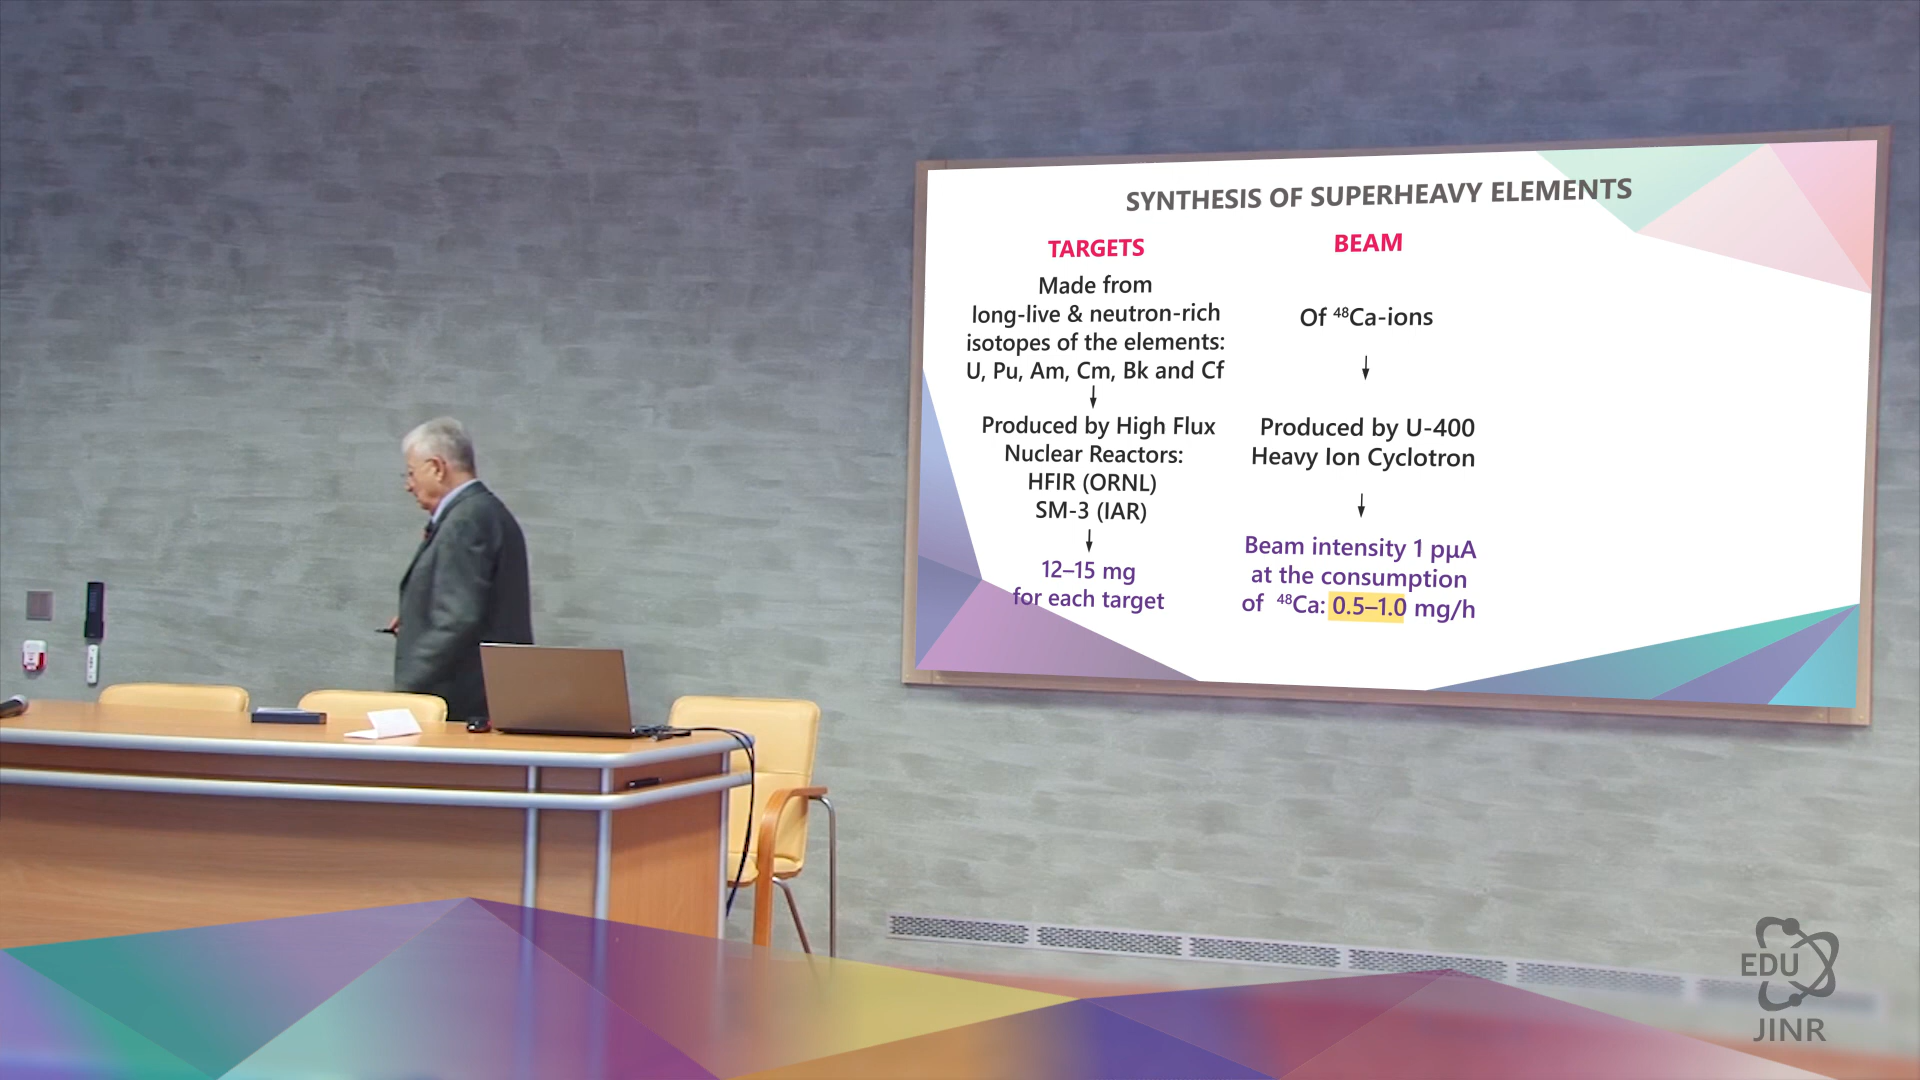 SYNTHESIS OF SUPERHEAVY ELEMENTS
TARGETS
Made from
long-live & neutron-rich
isotopes of the elements:
U, Pu, Am, Cm, Bk and Cf
Produced by High Flux
Nuclear Reactors:
HFIR (ORNL)
SM-3 (IAR)
12–15 mg
for each target
BEAM
Of ⁴⁸Ca-ions
Produced by U-400
Heavy Ion Cyclotron
Beam intensity 1 pµA
at the consumption
of ⁴⁸Ca: 0.5–1.0 mg/h
EDU
JINR